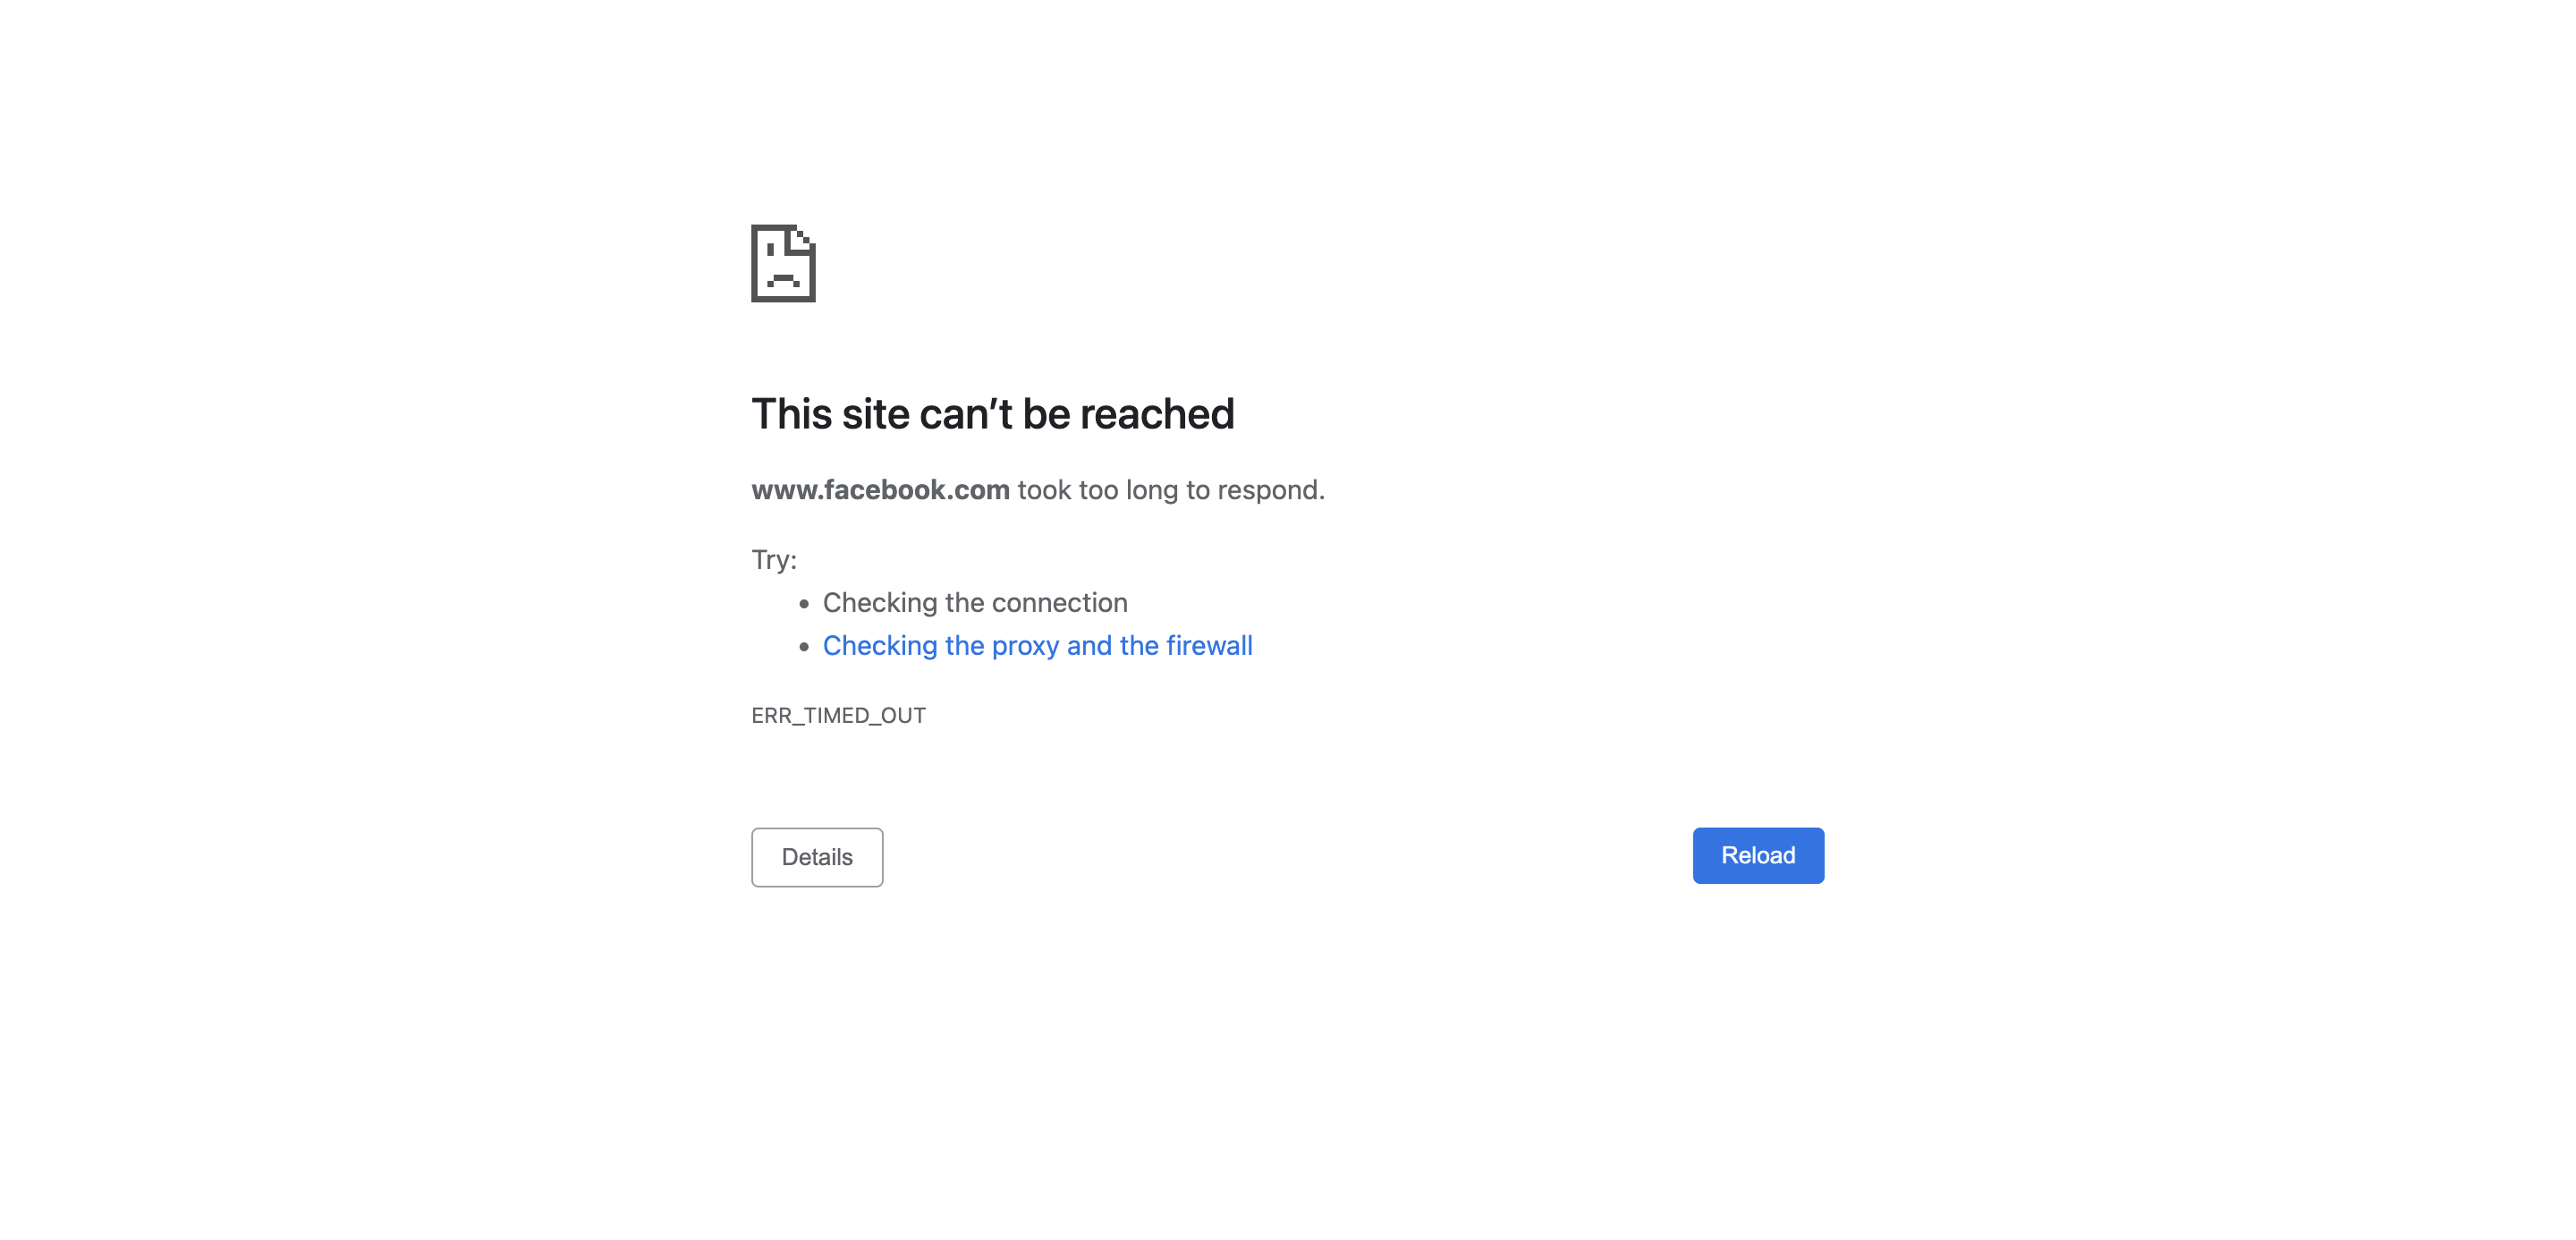 This site can’t be reached
www.facebook.com took too long to respond.
Try:
• Checking the connection
• Checking the proxy and the firewall
ERR_TIMED_OUT
Details
Reload